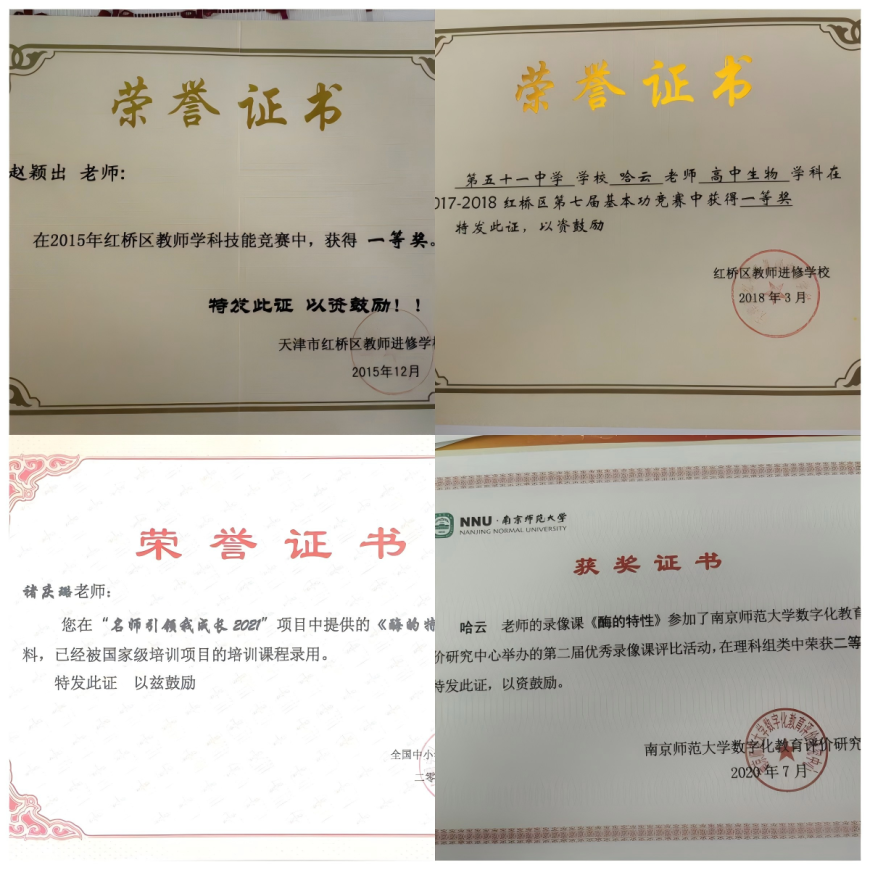 荣誉证书
赵颖出 老师:
在2015年红桥区教师学科技能竞赛中，获得 一等奖。
特发此证 以资鼓励！！
天津市红桥区教师进修学校
2015年12月
荣誉证书
第五十一中学 学校 哈云 老师 高中生物 学科在
017-2018 红桥区第七届基本功竞赛中获得一等奖
特发此证，以资鼓励
红桥区教师进修学校
2018年3月
荣誉证书
褚庆璐老师:
您在“名师引领我成长2021”项目中提供的《酶的特
料，已经被国家级培训项目的培训课程录用。
特发此证 以兹鼓励
全国中小
二零
NNU·南京师范大学
NANJING NORMAL UNIVERSITY
获奖证书
哈云 老师的录像课《酶的特性》参加了南京师范大学数字化教育
价研究中心举办的第二届优秀录像课评比活动，在理科组类中荣获二等
特发此证，以资鼓励。
南京师范大学数字化教育评价研究
2020年7月